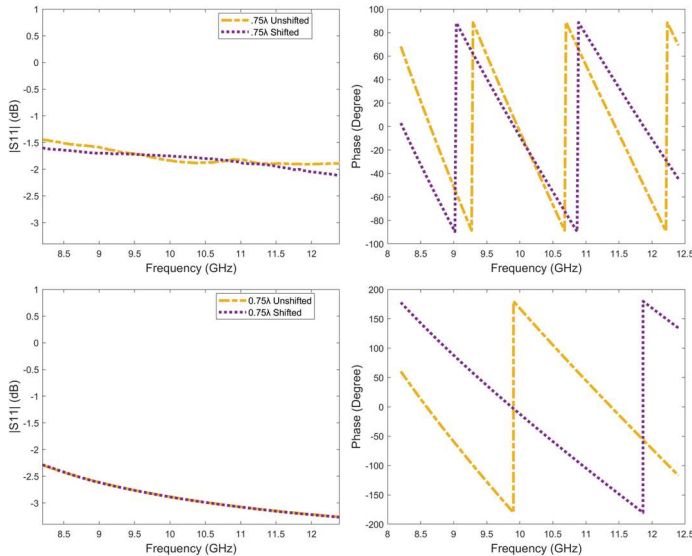 .75λ Unshifted
.75λ Shifted
|S11| (dB)
1
0.5
0
-0.5
-1
-1.5
-2
-2.5
-3
8.5 9 9.5 10 10.5 11 11.5 12
Frequency (GHz)
Phase (Degree)
100
80
60
40
20
0
-20
-40
-60
-80
-100
8 8.5 9 9.5 10 10.5 11 11.5 12 12.5
Frequency (GHz)
0.75λ Unshifted
0.75λ Shifted
|S11| (dB)
1
0.5
0
-0.5
-1
-1.5
-2
-2.5
-3
8.5 9 9.5 10 10.5 11 11.5 12
Frequency (GHz)
Phase (Degree)
200
150
100
50
0
-50
-100
-150
-200
8 8.5 9 9.5 10 10.5 11 11.5 12 12.5
Frequency (GHz)